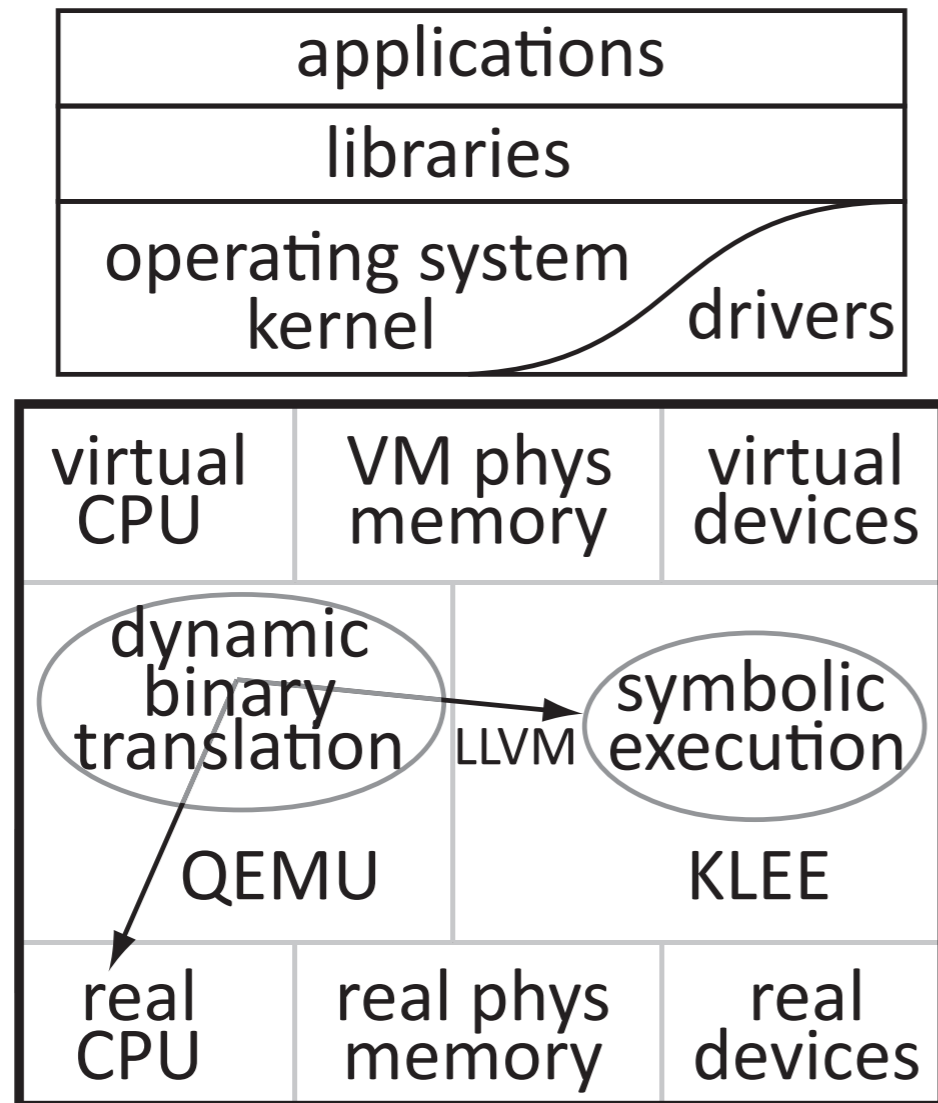 applications
libraries
operating system
kernel
drivers
virtual
CPU
VM phys
memory
virtual
devices
dynamic
binary
translation
LLVM
symbolic
execution
QEMU
KLEE
real
CPU
real phys
memory
real
devices